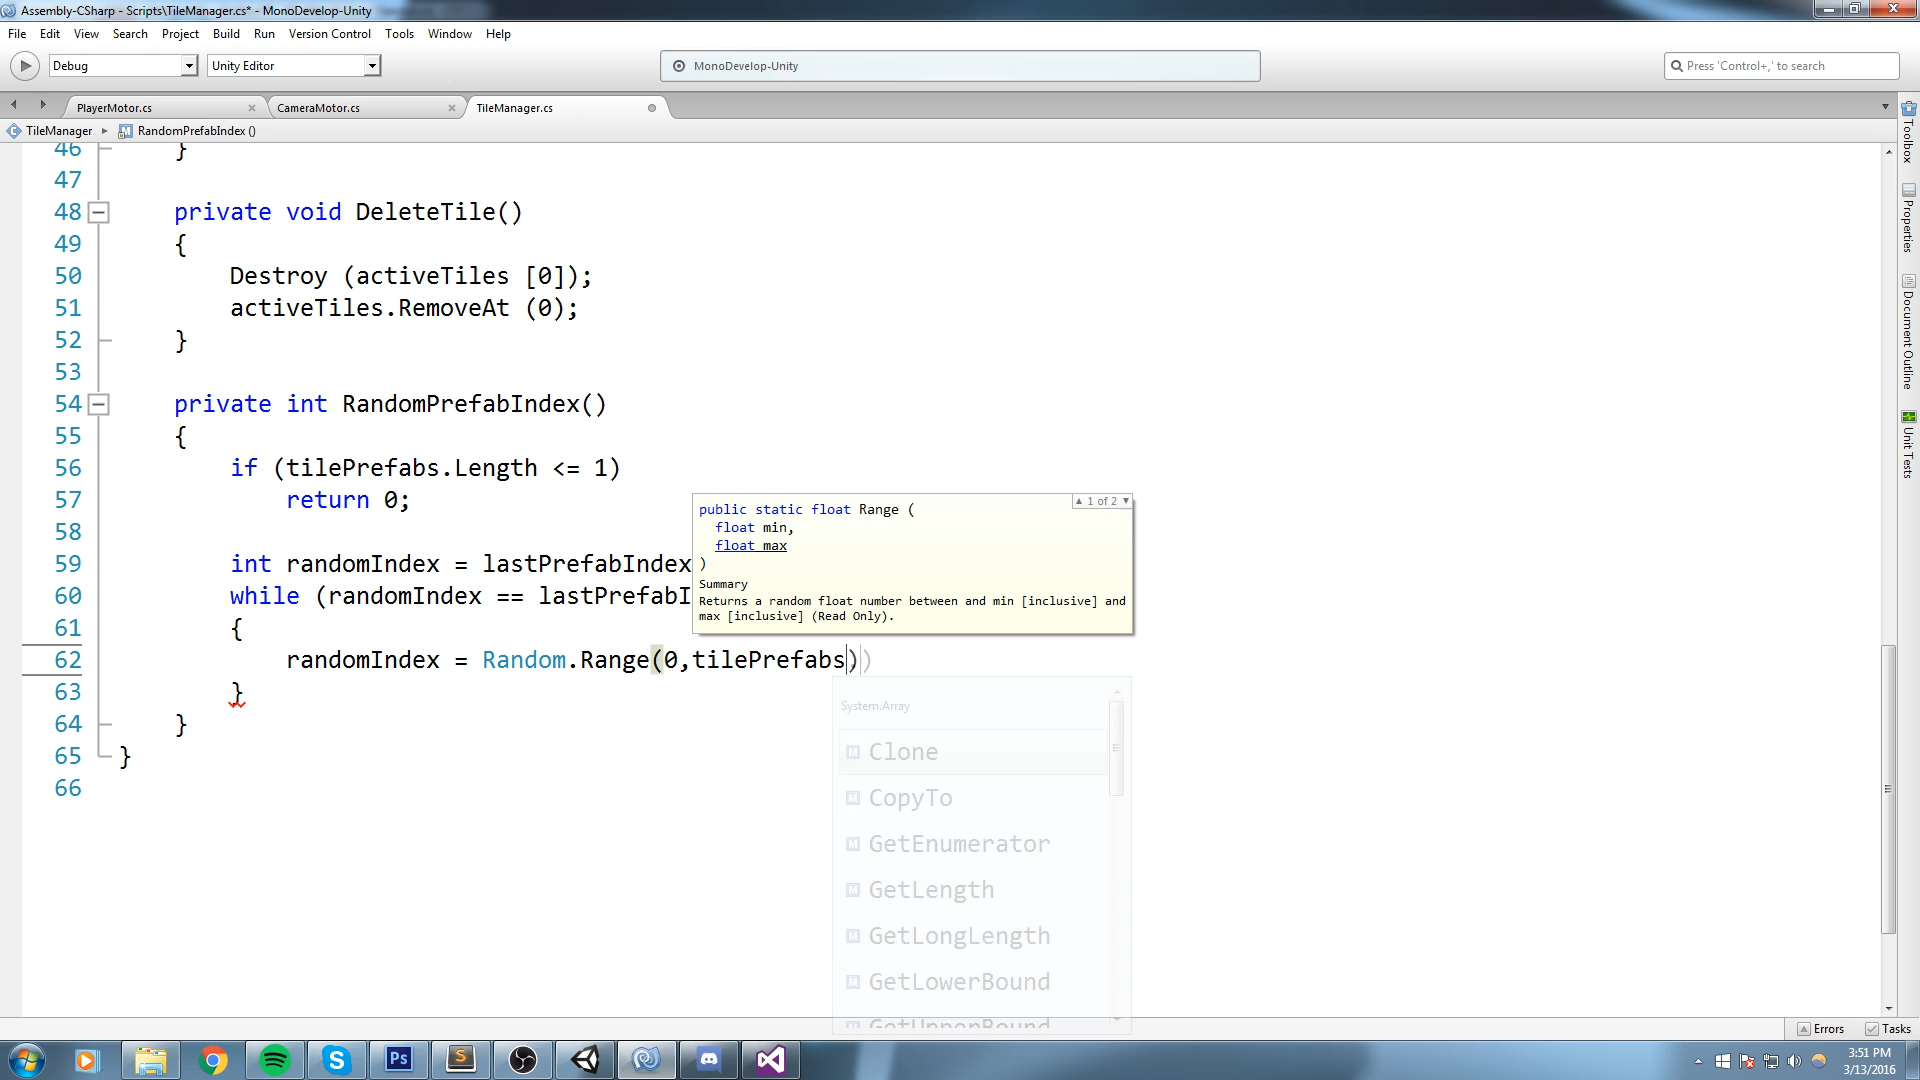 Assembly-CSharp - Scripts\TileManager.cs* - MonoDevelop-Unity
File Edit View Search Project Build Run Version Control Tools Window Help
Debug Unity Editor MonoDevelop-Unity Press 'Control+,' to search
PlayerMotor.cs CameraMotor.cs TileManager.cs
TileManager RandomPrefabIndex ()
46 }
47
48 private void DeleteTile()
49 {
50 Destroy (activeTiles [0]);
51 activeTiles.RemoveAt (0);
52 }
53
54 private int RandomPrefabIndex()
55 {
56 if (tilePrefabs.Length <= 1)
57 return 0;
58
59 int randomIndex = lastPrefabIndex
60 while (randomIndex == lastPrefabI
61 {
62 randomIndex = Random.Range(0,tilePrefabs))
63 }
64 }
65 }
66
1 of 2
public static float Range (
float min,
float max
)
Summary
Returns a random float number between and min [inclusive] and
max [inclusive] (Read Only).
System.Array
Clone
CopyTo
GetEnumerator
GetLength
GetLongLength
GetLowerBound
GetUpperBound
Toolbox
Properties
Document Outline
Unit Tests
Errors Tasks
Ps
S
3:51 PM
3/13/2016